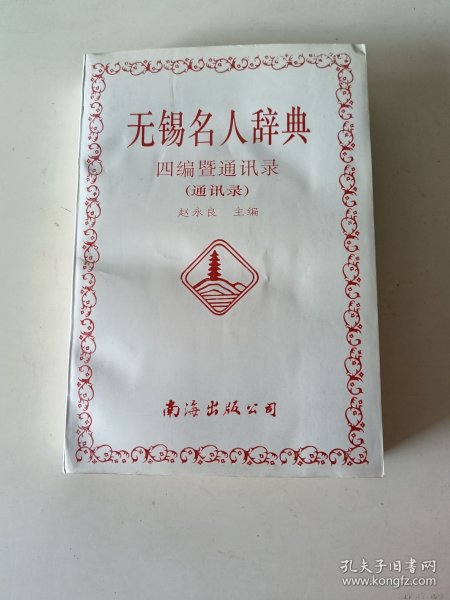 无锡名人辞典
四编暨通讯录
(通讯录)
赵永良 主编
南海出版公司
孔夫子旧书网
www.kongfz.com